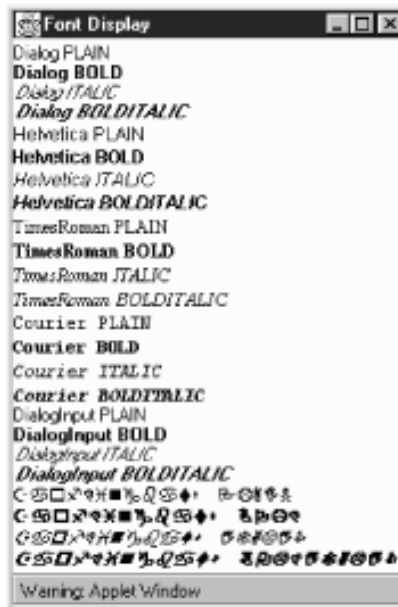 Font Display
Dialog PLAIN
Dialog BOLD
Dialog ITALIC
Dialog BOLDITALIC
Helvetica PLAIN
Helvetica BOLD
Helvetica ITALIC
Helvetica BOLDITALIC
TimesRoman PLAIN
TimesRoman BOLD
TimesRoman ITALIC
TimesRoman BOLDITALIC
Courier PLAIN
Courier BOLD
Courier ITALIC
Courier BOLDITALIC
DialogInput PLAIN
DialogInput BOLD
DialogInput ITALIC
DialogInput BOLDITALIC
Warning: Applet Window